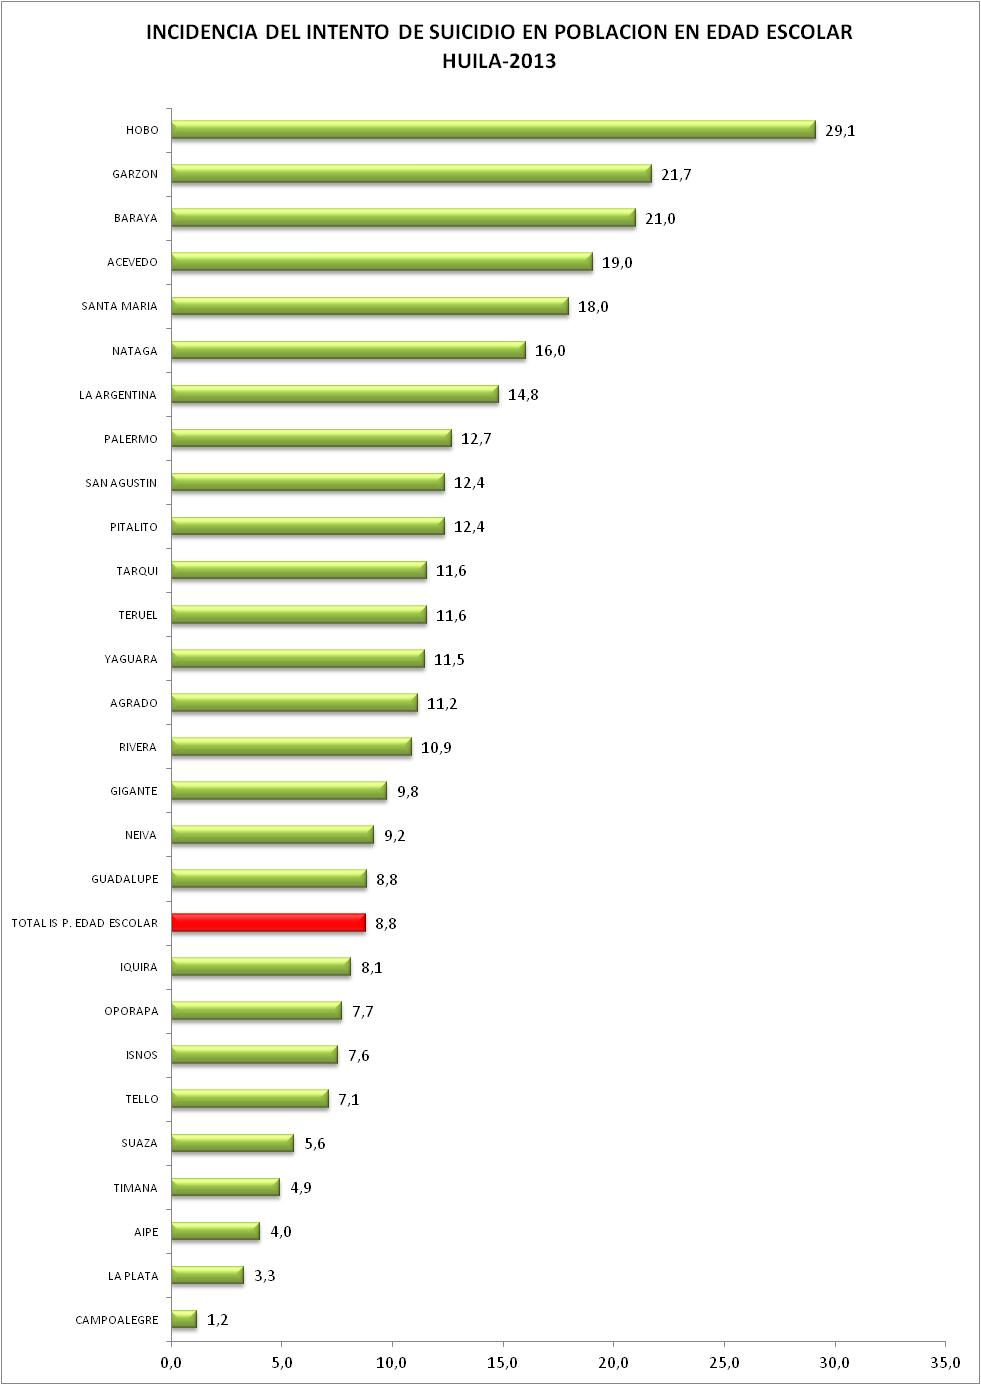 INCIDENCIA DEL INTENTO DE SUICIDIO EN POBLACION EN EDAD ESCOLAR
HUILA-2013
HOBO 29,1
GARZON 21,7
BARAYA 21,0
ACEVEDO 19,0
SANTA MARIA 18,0
NATAGA 16,0
LA ARGENTINA 14,8
PALERMO 12,7
SAN AGUSTIN 12,4
PITALITO 12,4
TARQUI 11,6
TERUEL 11,6
YAGUARA 11,5
AGRADO 11,2
RIVERA 10,9
GIGANTE 9,8
NEIVA 9,2
GUADALUPE 8,8
TOTAL IS P. EDAD ESCOLAR 8,8
IQUIRA 8,1
OPORAPA 7,7
ISNOS 7,6
TELLO 7,1
SUAZA 5,6
TIMANA 4,9
AIPE 4,0
LA PLATA 3,3
CAMPOALEGRE 1,2
0,0 5,0 10,0 15,0 20,0 25,0 30,0 35,0